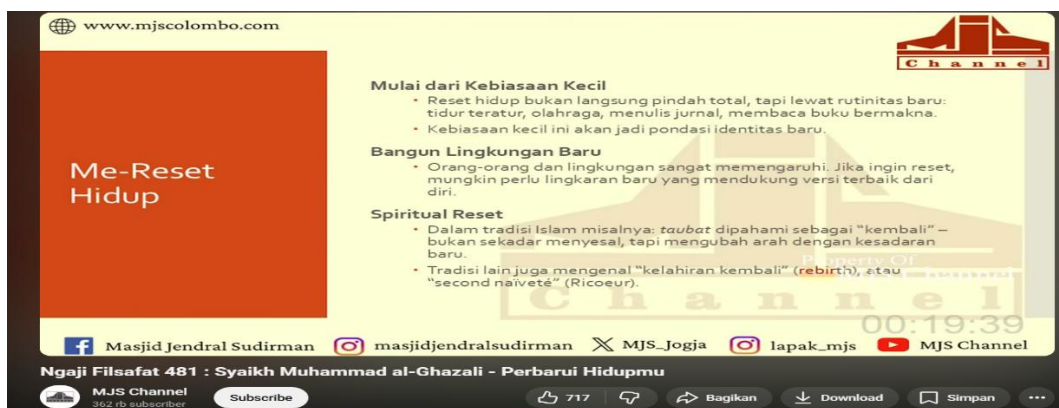 www.mjscolombo.com
Channel
Me-Reset
Hidup
Mulai dari Kebiasaan Kecil
• Reset hidup bukan langsung pindah total, tapi lewat rutinitas baru:
tidur teratur, olahraga, menulis jurnal, membaca buku bermakna.
• Kebiasaan kecil ini akan jadi pondasi identitas baru.
Bangun Lingkungan Baru
• Orang-orang dan lingkungan sangat memengaruhi. Jika ingin reset,
mungkin perlu lingkaran baru yang mendukung versi terbaik dari
diri.
Spiritual Reset
• Dalam tradisi Islam misalnya: taubat dipahami sebagai "kembali" –
bukan sekadar menyesal, tapi mengubah arah dengan kesadaran
baru.
• Tradisi lain juga mengenal "kelahiran kembali" (rebirth), atau
"second naïveté" (Ricoeur).
Property Of
Channel
Channel
00:19:39
Masjid Jendral Sudirman masjidjendralsudirman MJS_Jogja lapak_mjs MJS Channel
Ngaji Filsafat 481 : Syaikh Muhammad al-Ghazali - Perbarui Hidupmu
MJS Channel
362 rb subscriber
Subscribe
717
Bagikan
Download
Simpan